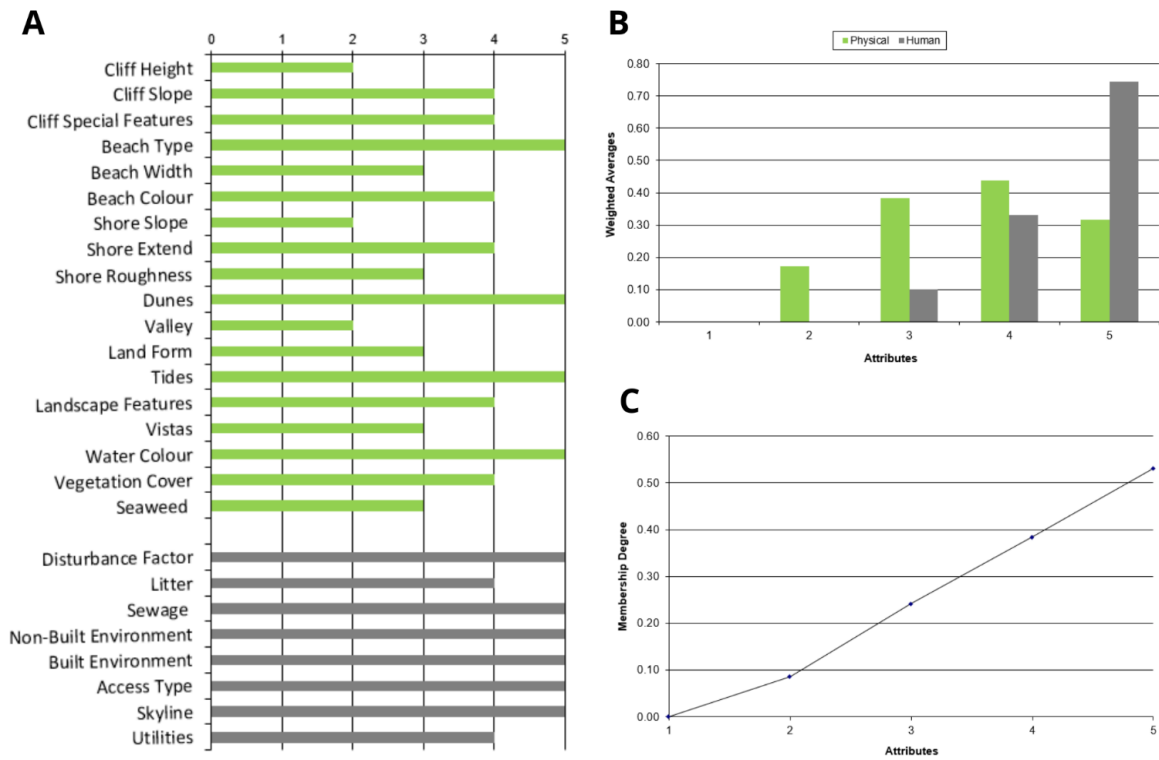 A
0 1 2 3 4 5
Cliff Height
Cliff Slope
Cliff Special Features
Beach Type
Beach Width
Beach Colour
Shore Slope
Shore Extend
Shore Roughness
Dunes
Valley
Land Form
Tides
Landscape Features
Vistas
Water Colour
Vegetation Cover
Seaweed
Disturbance Factor
Litter
Sewage
Non-Built Environment
Built Environment
Access Type
Skyline
Utilities
B
Physical Human
Weighted Averages
0.80
0.70
0.60
0.50
0.40
0.30
0.20
0.10
0.00
1 2 3 4 5
Attributes
C
Membership Degree
0.60
0.50
0.40
0.30
0.20
0.10
0.00
1 2 3 4 5
Attributes